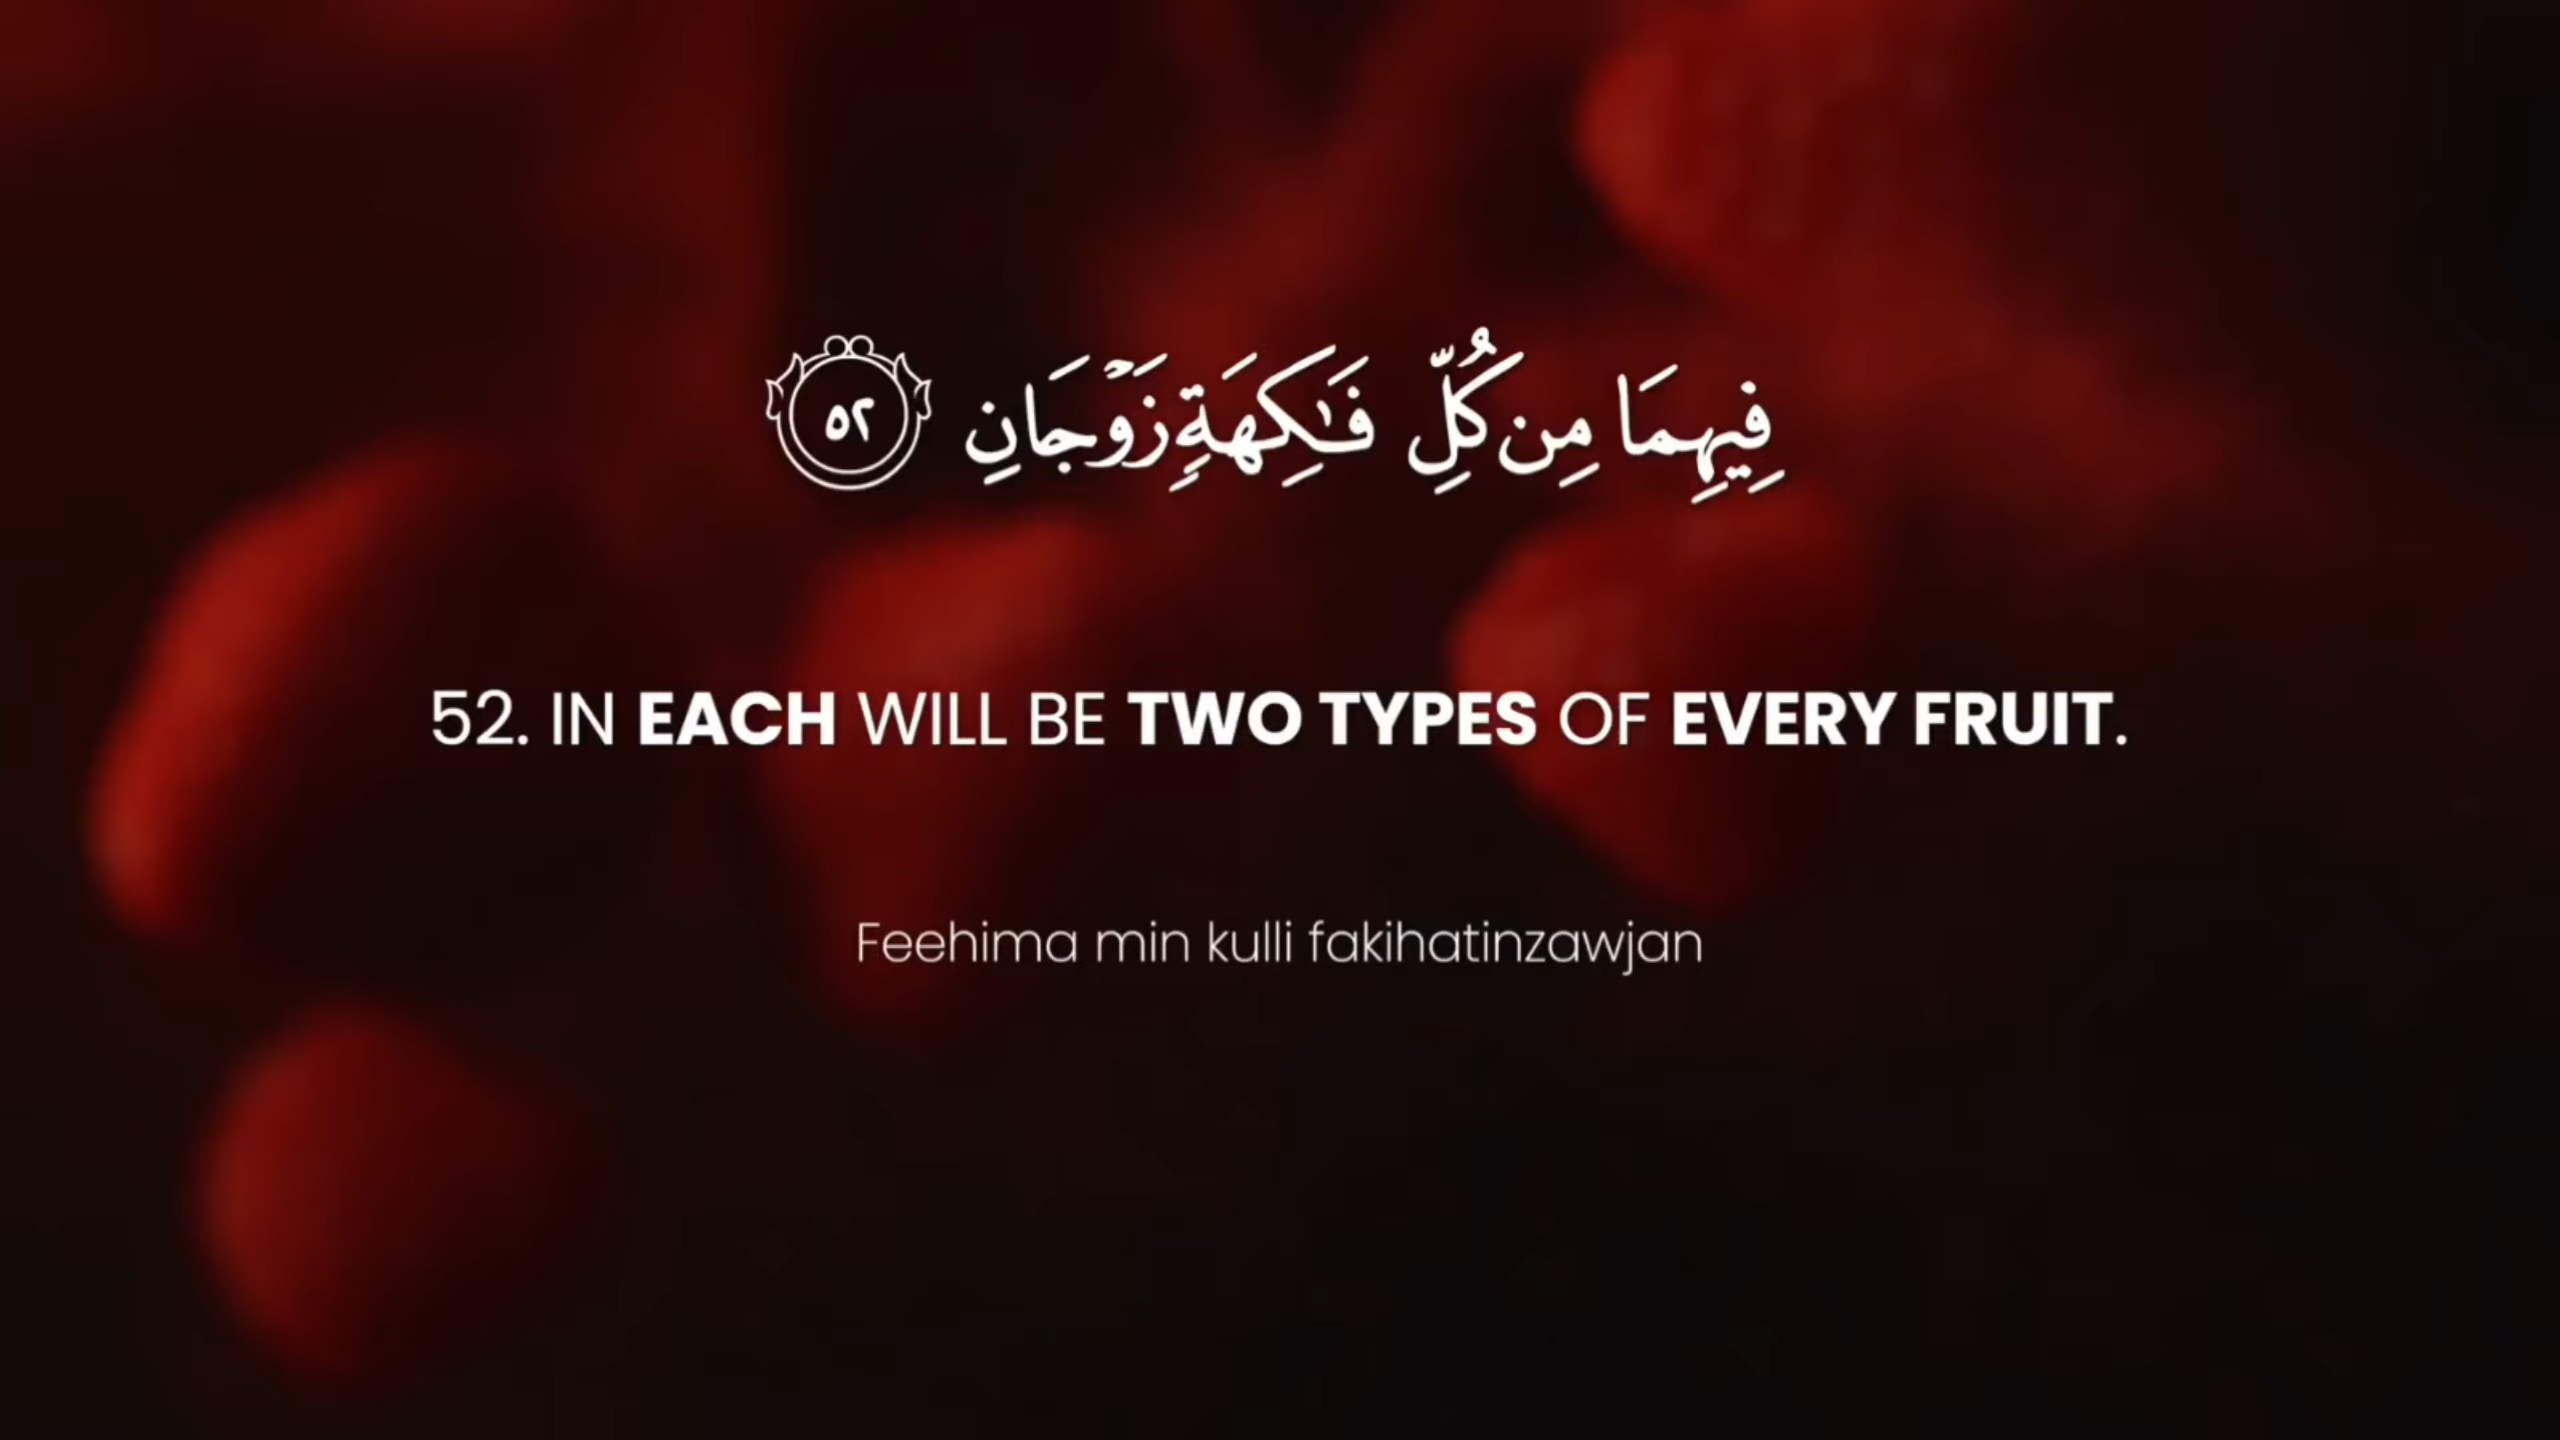 فِيهِمَا مِن كُلِّ فَٰكِهَةٍ زَوْجَانِ ٥٢
52. IN EACH WILL BE TWO TYPES OF EVERY FRUIT.
Feehima min kulli fakihatinzawjan